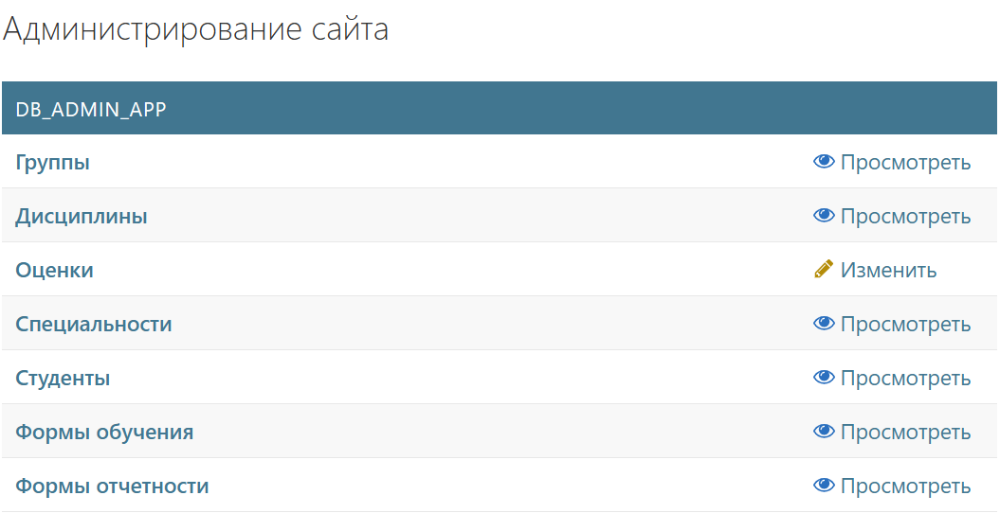 Администрирование сайта
DB_ADMIN_APP
Группы Просмотреть
Дисциплины Просмотреть
Оценки Изменить
Специальности Просмотреть
Студенты Просмотреть
Формы обучения Просмотреть
Формы отчетности Просмотреть